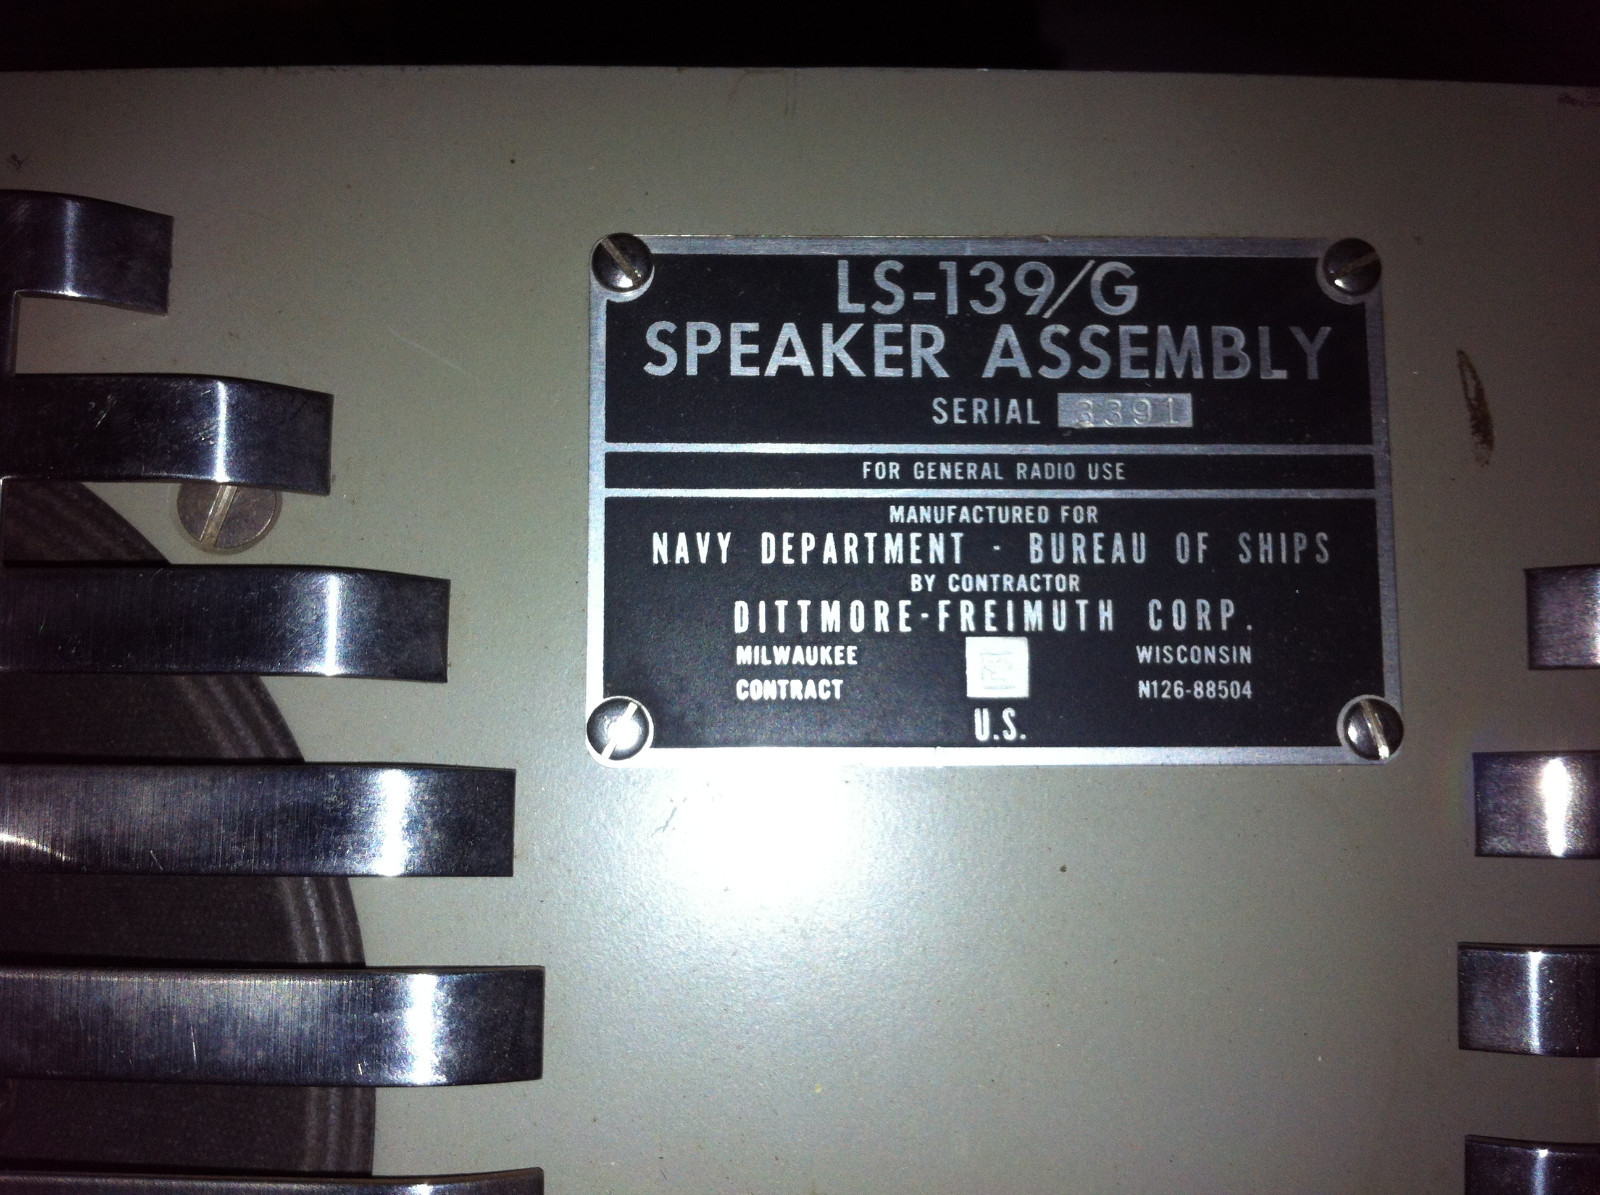 LS-139/G
SPEAKER ASSEMBLY
SERIAL 3391
FOR GENERAL RADIO USE
MANUFACTURED FOR
NAVY DEPARTMENT - BUREAU OF SHIPS
BY CONTRACTOR
DITTMORE-FREIMUTH CORP.
MILWAUKEE WISCONSIN
CONTRACT N126-88504
U.S.